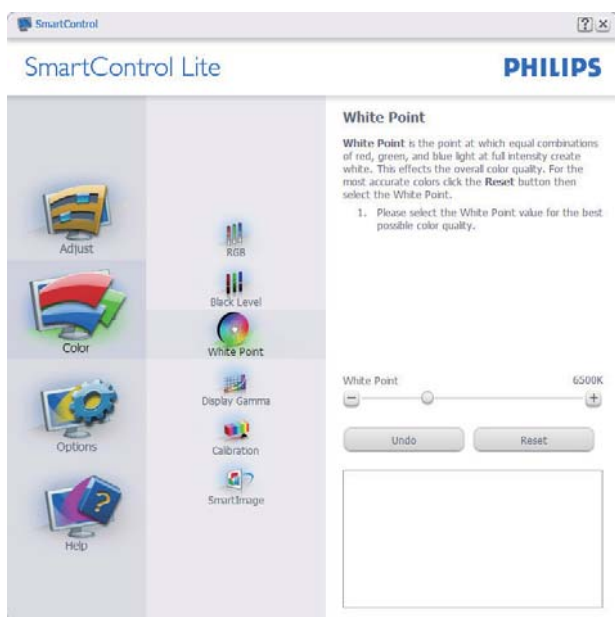 SmartControl
SmartControl Lite
PHILIPS
Adjust
Color
Options
Help
RGB
Black Level
White Point
Display Gamma
Calibration
SmartImage
White Point
White Point is the point at which equal combinations
of red, green, and blue light at full intensity create
white. This effects the overall color quality. For the
most accurate colors click the Reset button then
select the White Point.
1. Please select the White Point value for the best
possible color quality.
White Point 6500K
Undo Reset